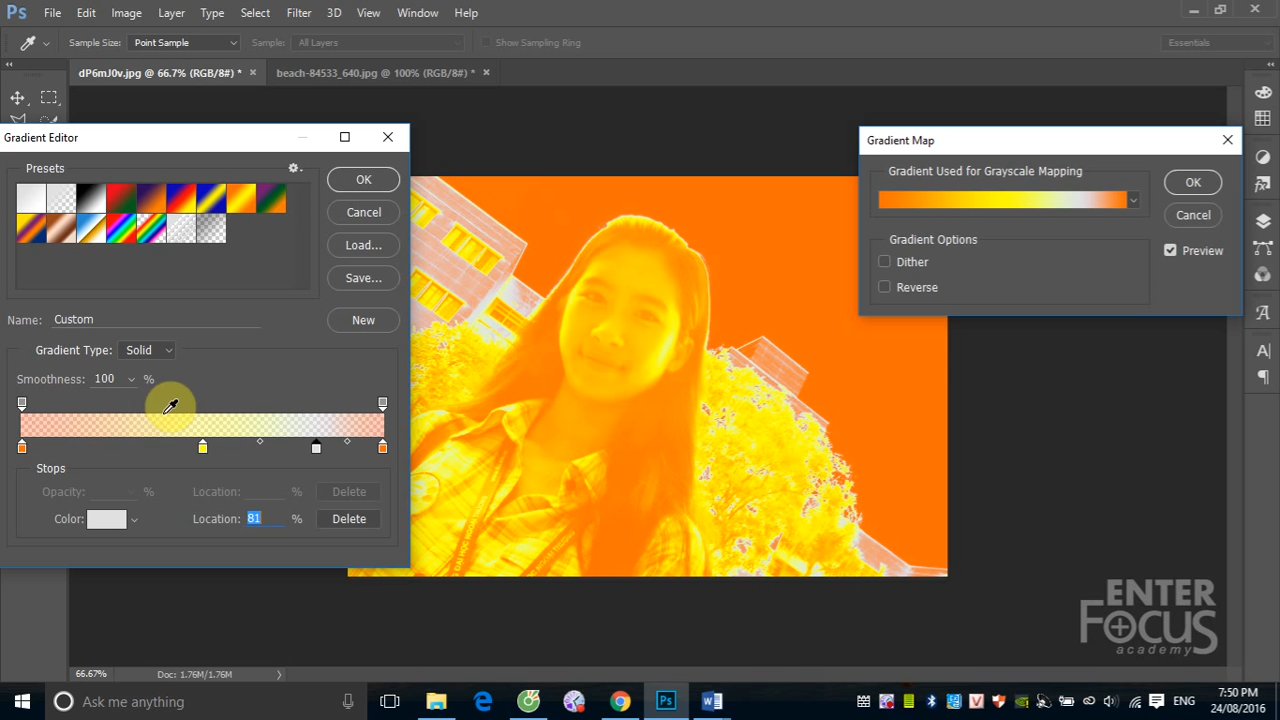 Ps File Edit Image Layer Type Select Filter 3D View Window Help
Sample Size: Point Sample Sample: All Layers Show Sampling Ring Essentials
dP6mJ0v.jpg @ 66.7% (RGB/8#) * × beach-84533_640.jpg @ 100% (RGB/8#) * ×
Gradient Editor
Presets
OK
Cancel
Load...
Save...
Name: Custom
New
Gradient Type: Solid
Smoothness: 100 %
Stops
Opacity: % Location: % Delete
Color: Location: 81 % Delete
Gradient Map
Gradient Used for Grayscale Mapping
OK
Cancel
Gradient Options
Preview
Dither
Reverse
ENTER
FOCUS
academy
66.67% Doc: 1.76M/1.76M
Ask me anything
Ps
ENG
7:50 PM
24/08/2016